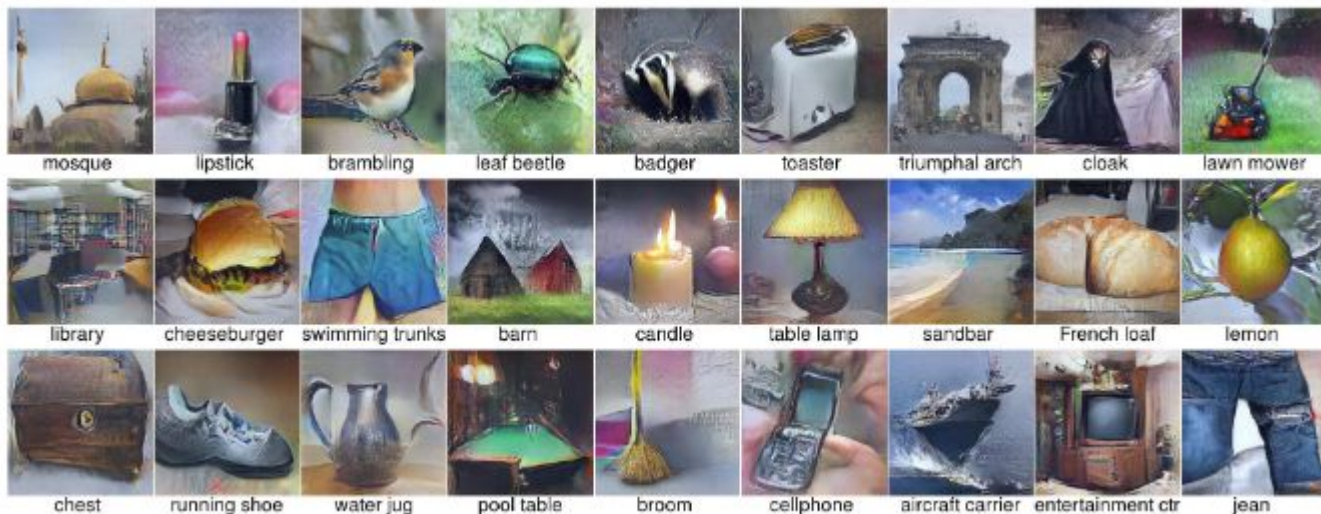 mosque lipstick brambling leaf beetle badger toaster triumphal arch cloak lawn mower
library cheeseburger swimming trunks barn candle table lamp sandbar French loaf lemon
chest running shoe water jug pool table broom cellphone aircraft carrier entertainment ctr jean